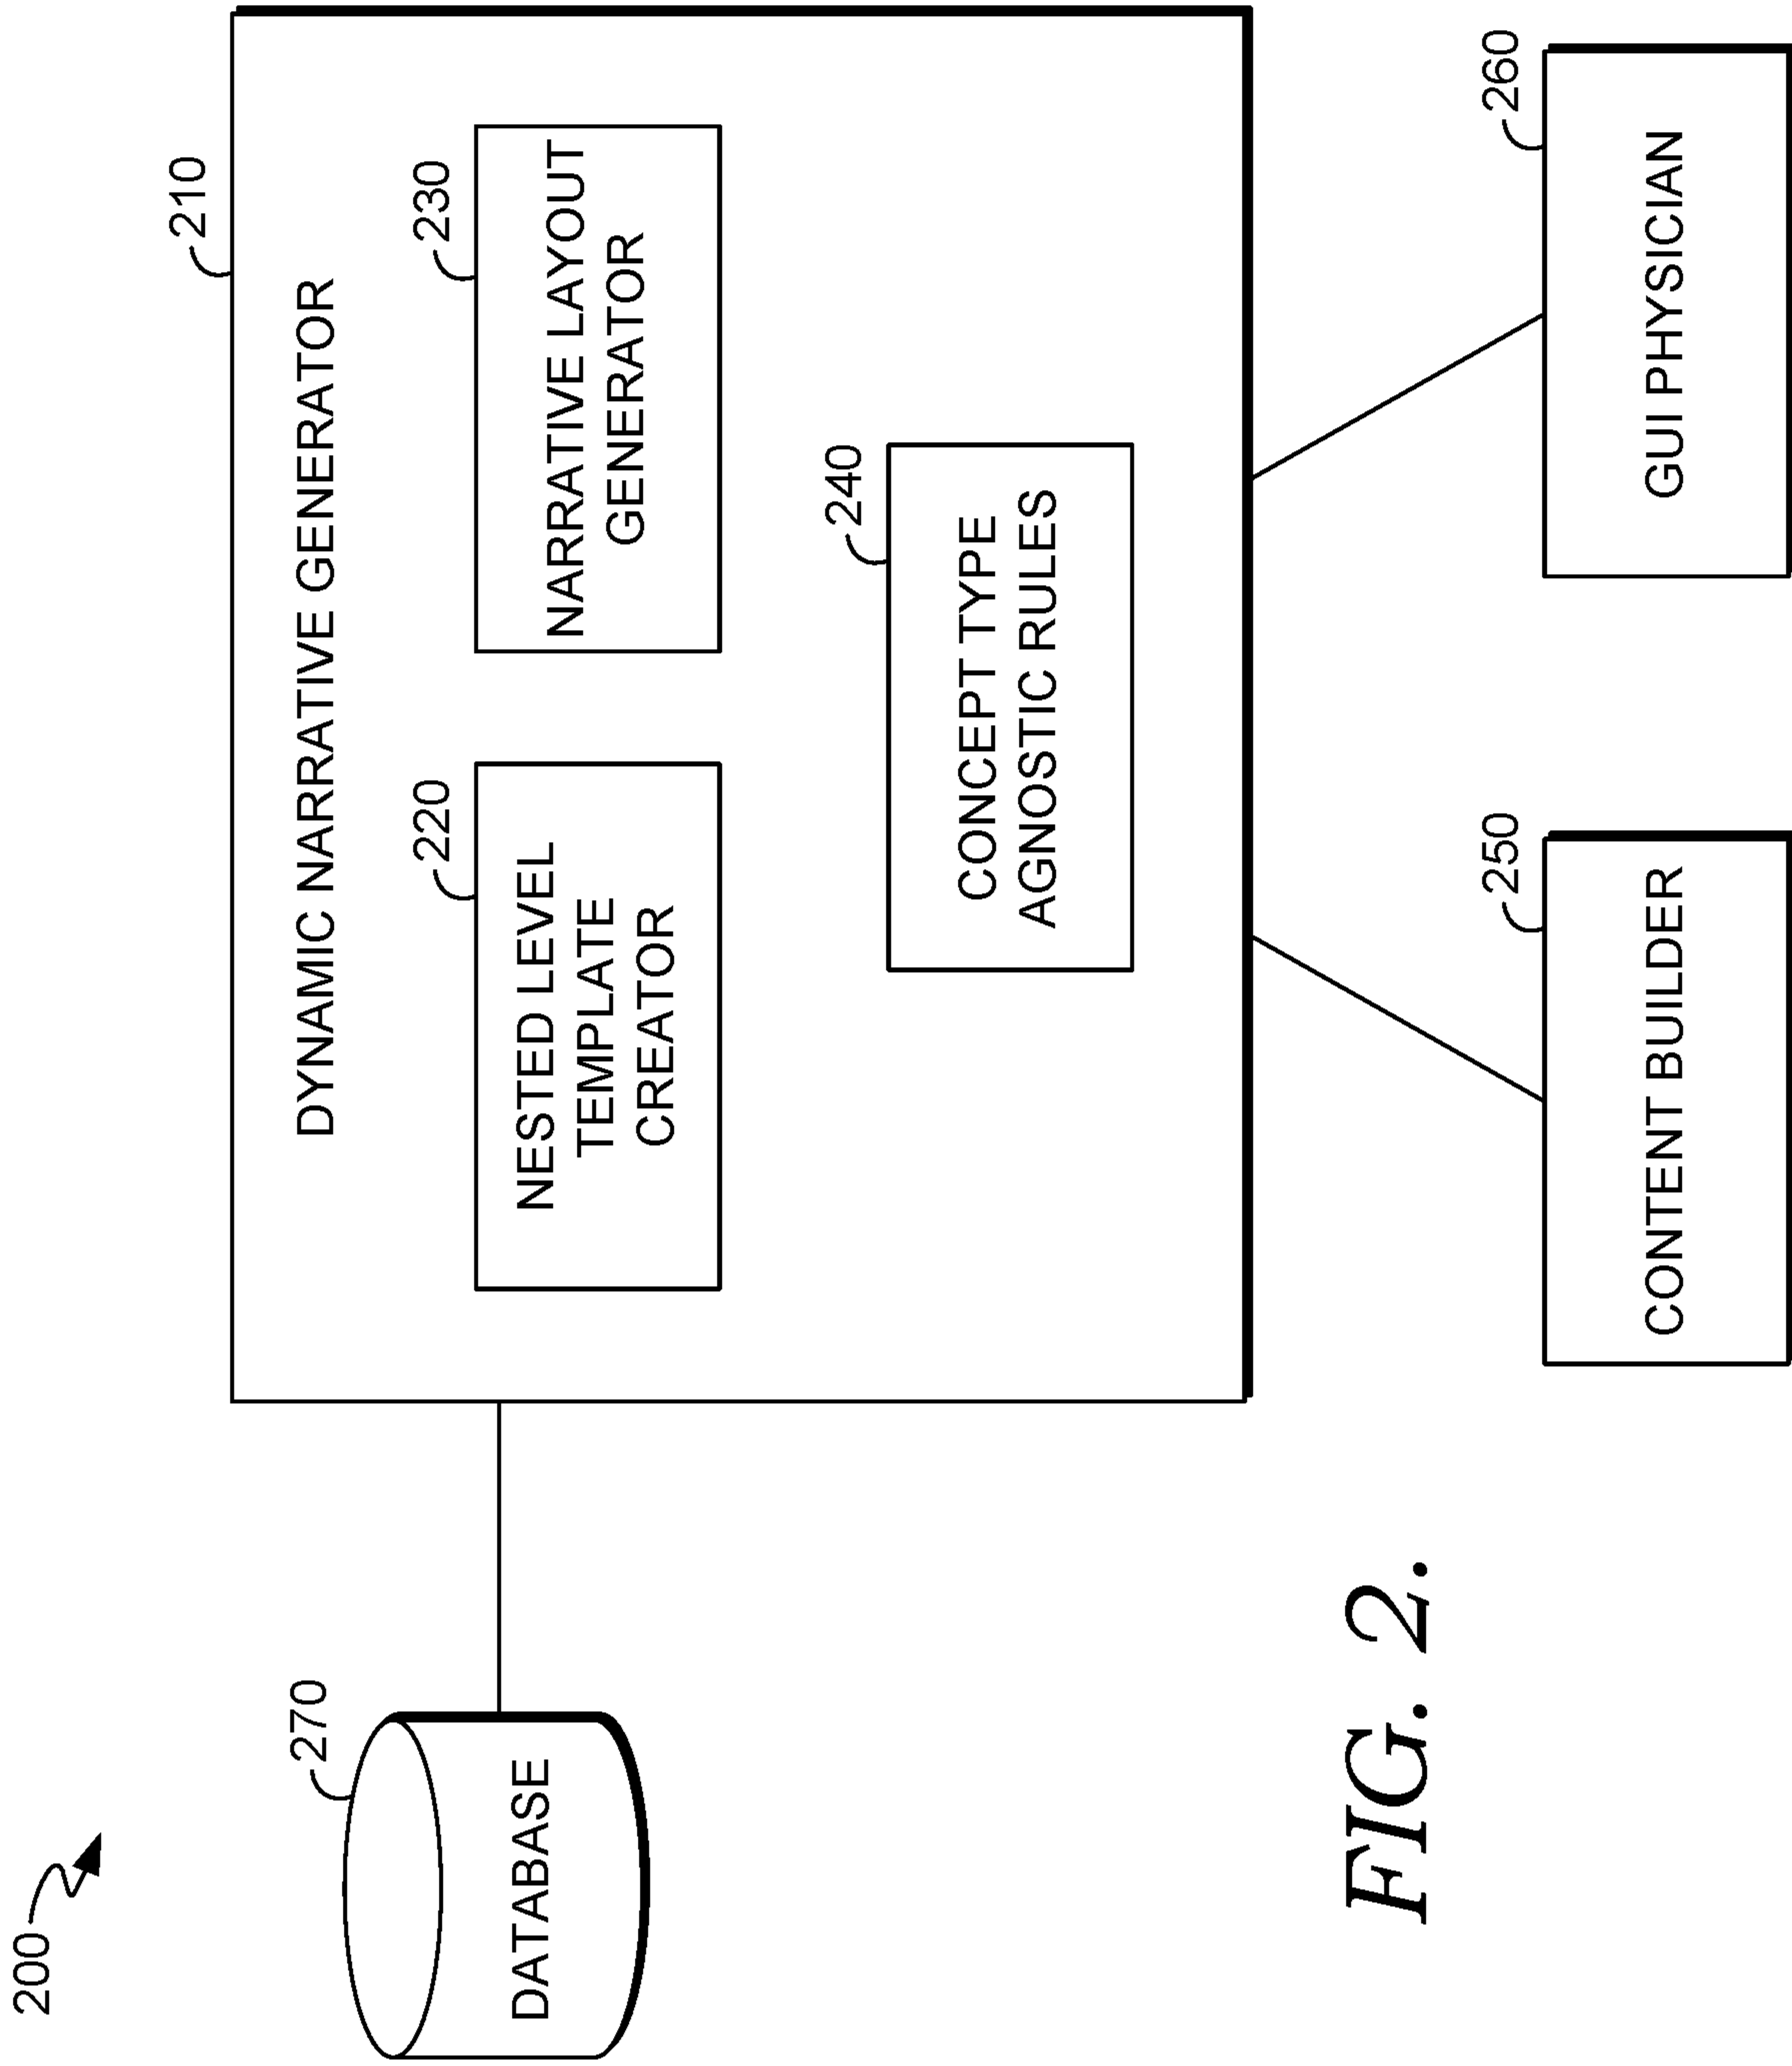 200
210
DYNAMIC NARRATIVE GENERATOR
270
DATABASE
220
NESTED LEVEL
TEMPLATE
CREATOR
230
NARRATIVE LAYOUT
GENERATOR
240
CONCEPT TYPE
AGNOSTIC RULES
250
CONTENT BUILDER
260
GUI PHYSICIAN
FIG. 2.